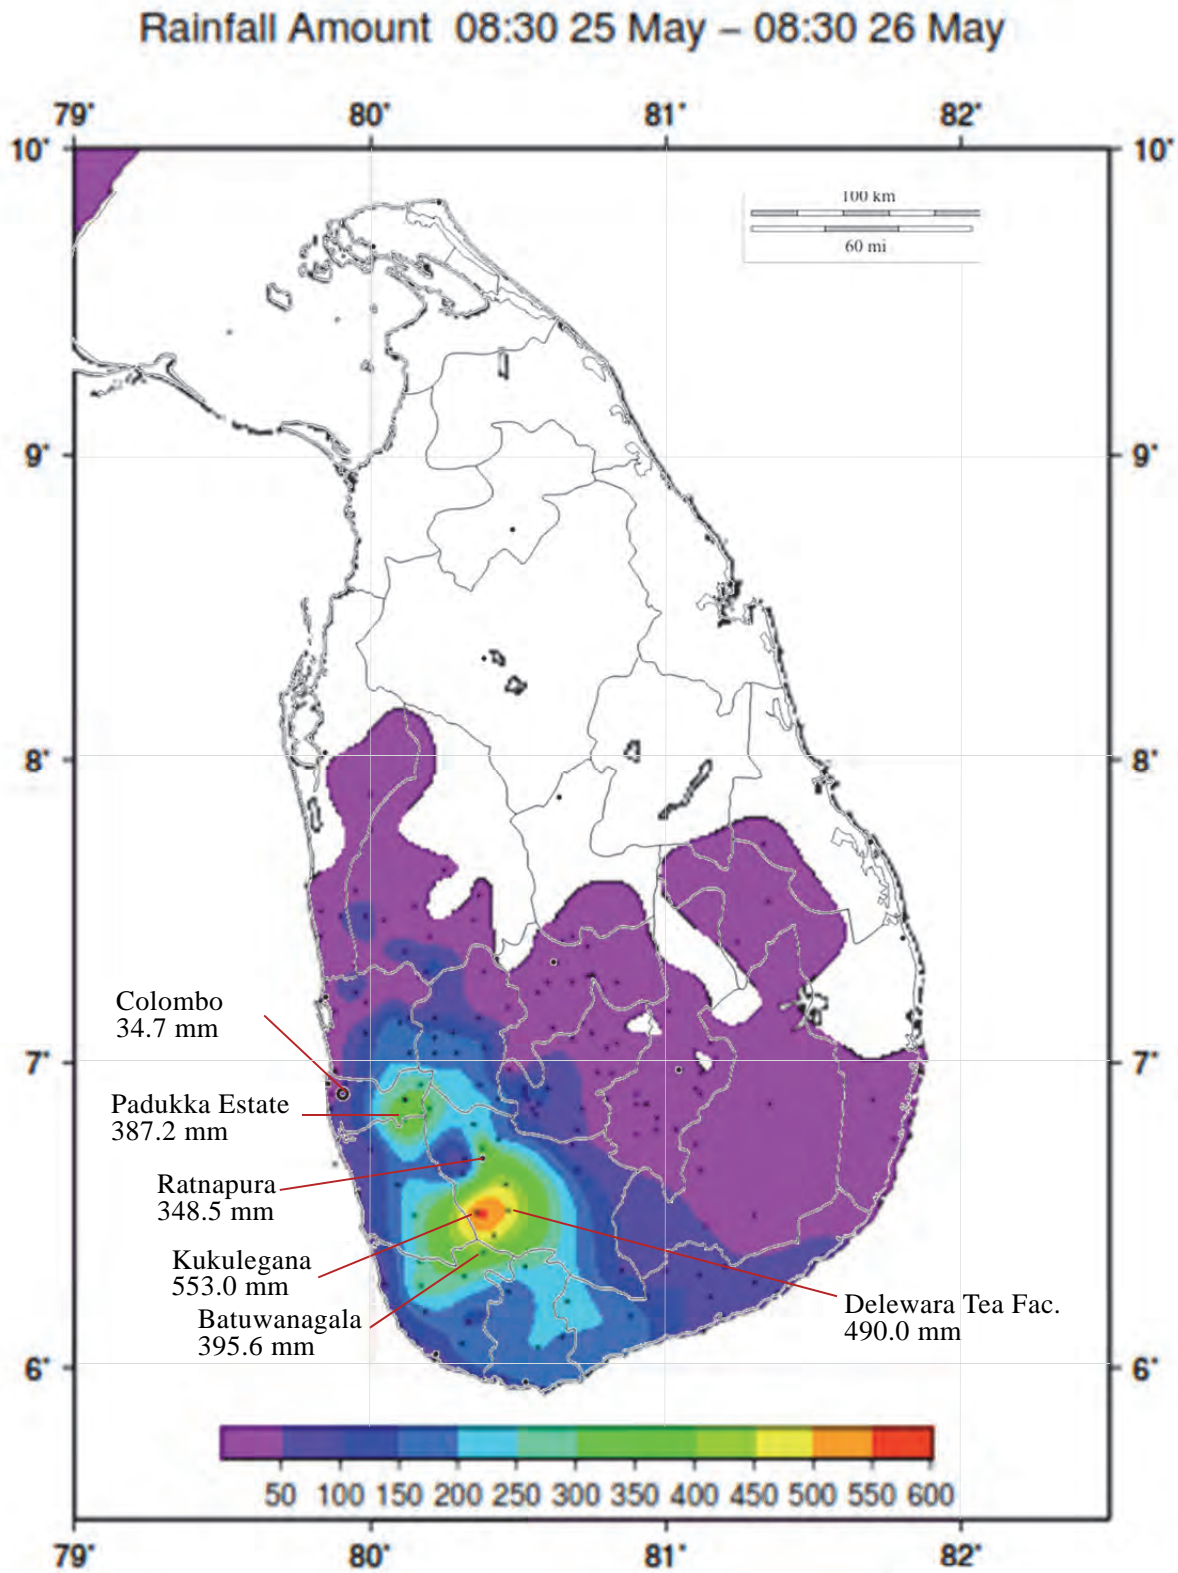 Rainfall Amount 08:30 25 May – 08:30 26 May
79° 80° 81° 82°
10° 10°
100 km
60 mi
9° 9°
8° 8°
Colombo
34.7 mm
7° 7°
Padukka Estate
387.2 mm
Ratnapura
348.5 mm
Kukulegana
553.0 mm
Batuwanagala
395.6 mm
Delewara Tea Fac.
490.0 mm
6° 6°
50 100 150 200 250 300 350 400 450 500 550 600
79° 80° 81° 82°